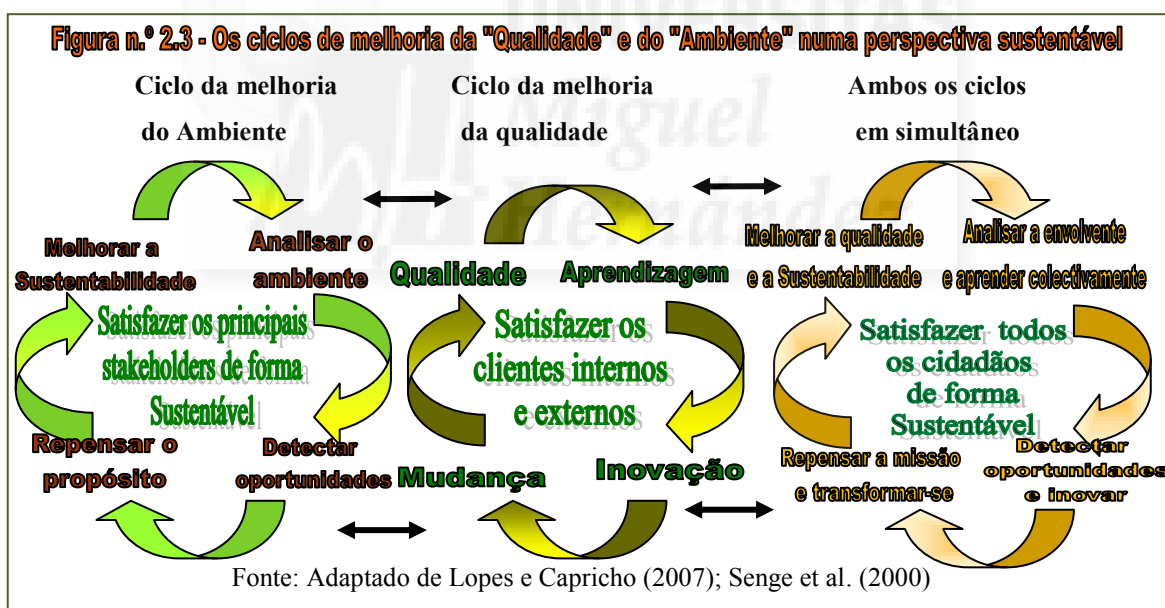 UNIVERSITAS
Miguel
Hernández
Figura n.º 2.3 - Os ciclos de melhoria da "Qualidade" e do "Ambiente" numa perspectiva sustentável
Ciclo da melhoria
do Ambiente
Ciclo da melhoria
da qualidade
Ambos os ciclos
em simultâneo
Melhorar a
Sustentabilidade
Analisar o
ambiente
Satisfazer os principais
stakeholders de forma
Sustentável
Repensar o
propósito
Detectar
oportunidades
Qualidade
Aprendizagem
Satisfazer os
clientes internos
e externos
Mudança
Inovação
Melhorar a qualidade
e a Sustentabilidade
Analisar a envolvente
e aprender colectivamente
Satisfazer todos
os cidadãos
de forma
Sustentável
Repensar a missão
e transformar-se
Detectar
oportunidades
e inovar
Fonte: Adaptado de Lopes e Capricho (2007); Senge et al. (2000)